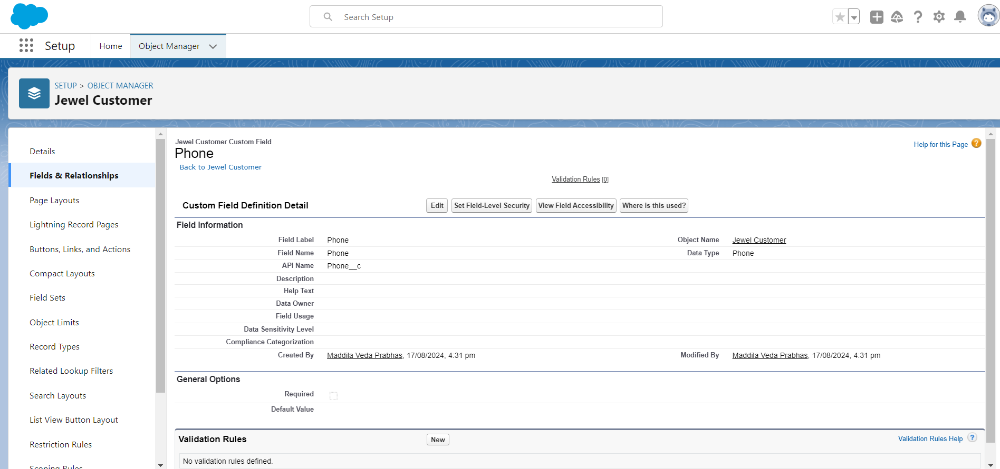 Search Setup
Setup
Home
Object Manager
SETUP > OBJECT MANAGER
Jewel Customer
Details
Fields & Relationships
Page Layouts
Lightning Record Pages
Buttons, Links, and Actions
Compact Layouts
Field Sets
Object Limits
Record Types
Related Lookup Filters
Search Layouts
List View Button Layout
Restriction Rules
Scoping Rules
Jewel Customer Custom Field
Phone
Help for this Page
Back to Jewel Customer
Validation Rules [0]
Custom Field Definition Detail
Edit
Set Field-Level Security
View Field Accessibility
Where is this used?
Field Information
Field Label Phone Object Name Jewel Customer
Field Name Phone Data Type Phone
API Name Phone__c
Description
Help Text
Data Owner
Field Usage
Data Sensitivity Level
Compliance Categorization
Created By Maddila Veda Prabhas, 17/08/2024, 4:31 pm Modified By Maddila Veda Prabhas, 17/08/2024, 4:31 pm
General Options
Required
Default Value
Validation Rules
New
Validation Rules Help
No validation rules defined.